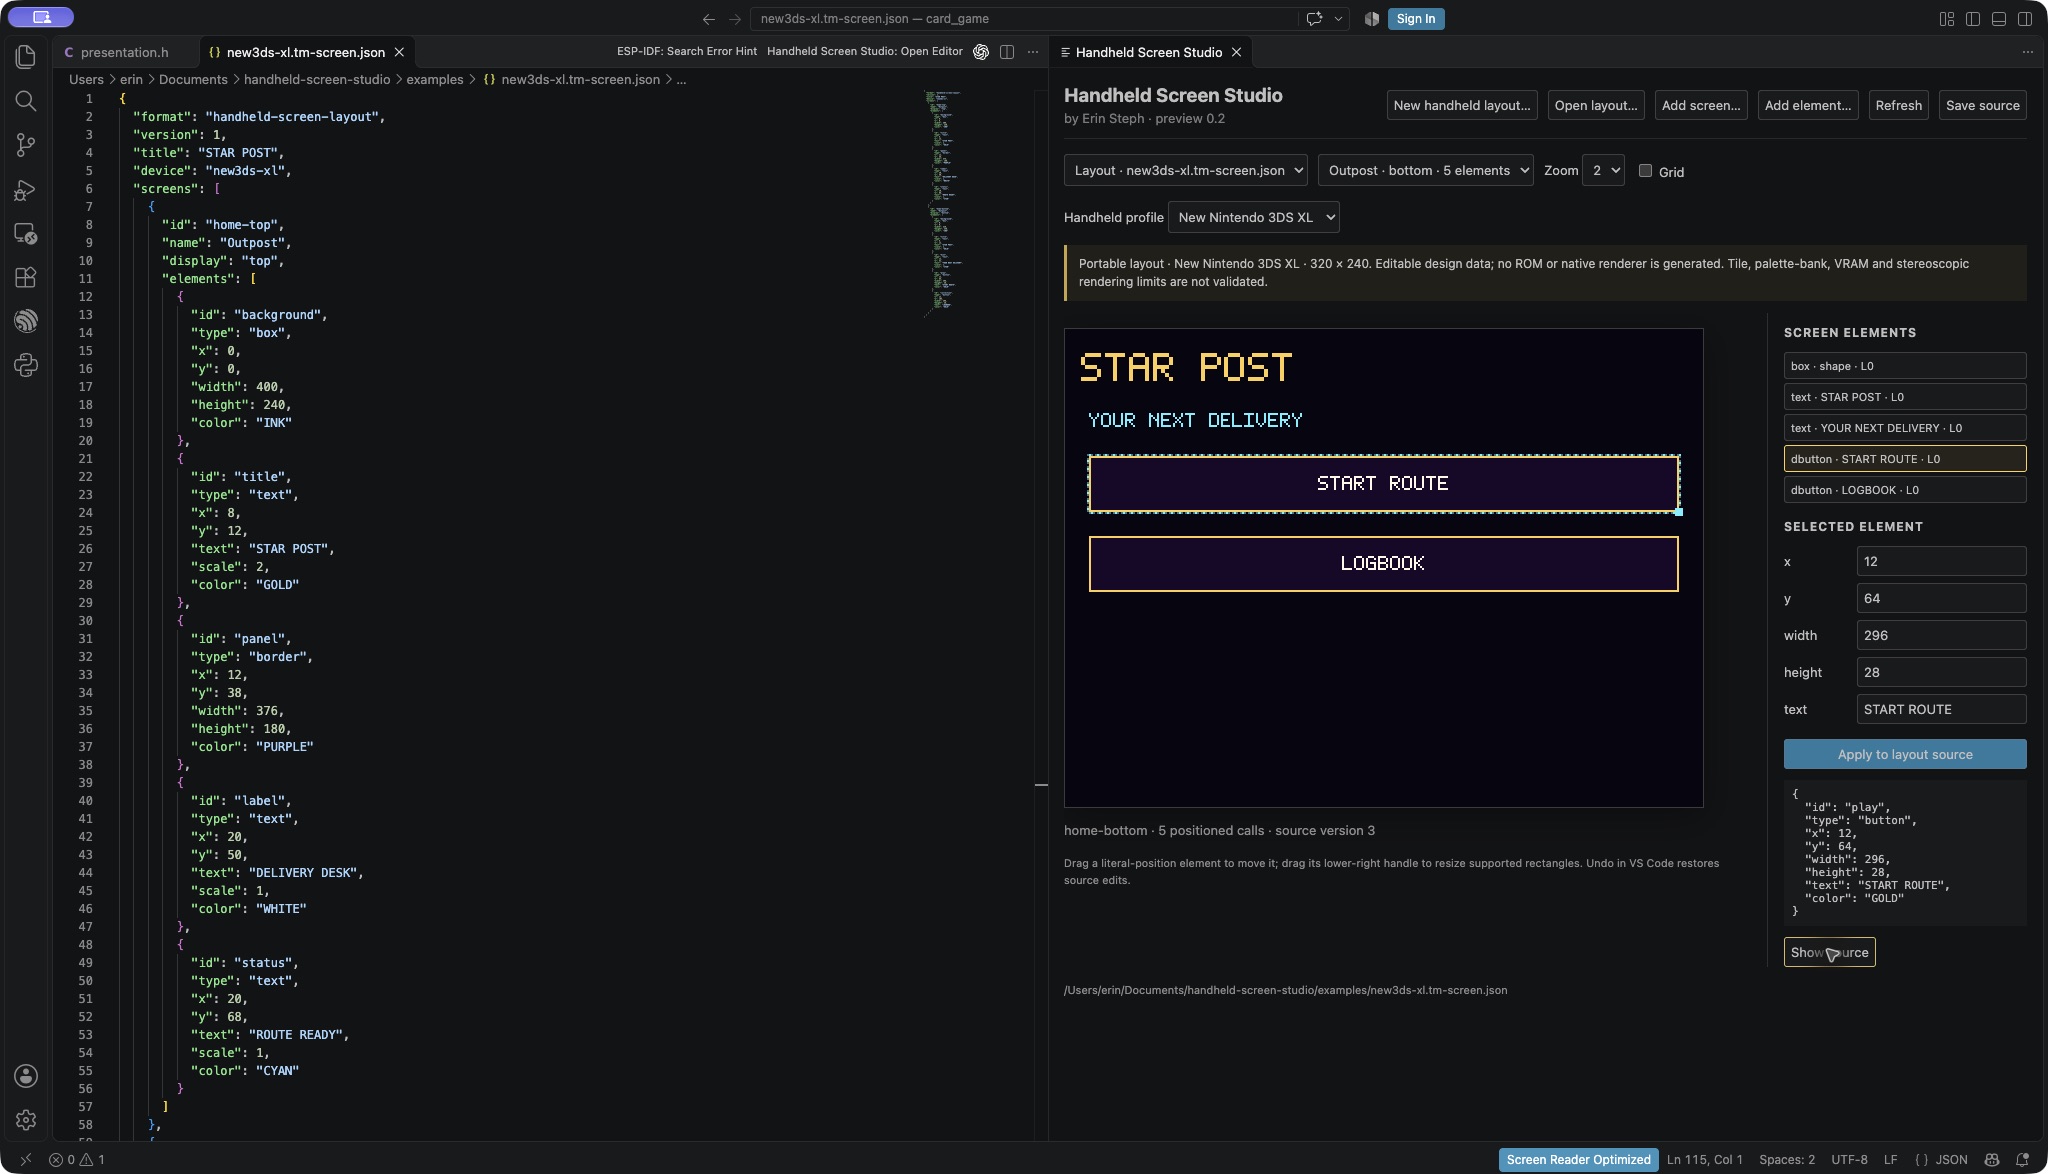 new3ds-xl.tm-screen.json — card_game
Sign In
C presentation.h
{} new3ds-xl.tm-screen.json
ESP-IDF: Search Error Hint Handheld Screen Studio: Open Editor
Handheld Screen Studio
Users > erin > Documents > handheld-screen-studio > examples > {} new3ds-xl.tm-screen.json > ...
1 {
2 "format": "handheld-screen-layout",
3 "version": 1,
4 "title": "STAR POST",
5 "device": "new3ds-xl",
6 "screens": [
7 {
8 "id": "home-top",
9 "name": "Outpost",
10 "display": "top",
11 "elements": [
12 {
13 "id": "background",
14 "type": "box",
15 "x": 0,
16 "y": 0,
17 "width": 400,
18 "height": 240,
19 "color": "INK"
20 },
21 {
22 "id": "title",
23 "type": "text",
24 "x": 8,
25 "y": 12,
26 "text": "STAR POST",
27 "scale": 2,
28 "color": "GOLD"
29 },
30 {
31 "id": "panel",
32 "type": "border",
33 "x": 12,
34 "y": 38,
35 "width": 376,
36 "height": 180,
37 "color": "PURPLE"
38 },
39 {
40 "id": "label",
41 "type": "text",
42 "x": 20,
43 "y": 50,
44 "text": "DELIVERY DESK",
45 "scale": 1,
46 "color": "WHITE"
47 },
48 {
49 "id": "status",
50 "type": "text",
51 "x": 20,
52 "y": 68,
53 "text": "ROUTE READY",
54 "scale": 1,
55 "color": "CYAN"
56 }
57 ]
58 },
Handheld Screen Studio
by Erin Steph · preview 0.2
New handheld layout...
Open layout...
Add screen...
Add element...
Refresh
Save source
Layout · new3ds-xl.tm-screen.json
Outpost · bottom · 5 elements
Zoom 2
Grid
Handheld profile New Nintendo 3DS XL
Portable layout · New Nintendo 3DS XL · 320 × 240. Editable design data; no ROM or native renderer is generated. Tile, palette-bank, VRAM and stereoscopic
rendering limits are not validated.
STAR POST
YOUR NEXT DELIVERY
START ROUTE
LOGBOOK
home-bottom · 5 positioned calls · source version 3
Drag a literal-position element to move it; drag its lower-right handle to resize supported rectangles. Undo in VS Code restores
source edits.
SCREEN ELEMENTS
box · shape · L0
text · STAR POST · L0
text · YOUR NEXT DELIVERY · L0
dbutton · START ROUTE · L0
dbutton · LOGBOOK · L0
SELECTED ELEMENT
x 12
y 64
width 296
height 28
text START ROUTE
Apply to layout source
{
"id": "play",
"type": "button",
"x": 12,
"y": 64,
"width": 296,
"height": 28,
"text": "START ROUTE",
"color": "GOLD"
}
Show source
/Users/erin/Documents/handheld-screen-studio/examples/new3ds-xl.tm-screen.json
0 1
Screen Reader Optimized
Ln 115, Col 1
Spaces: 2
UTF-8
LF
{} JSON